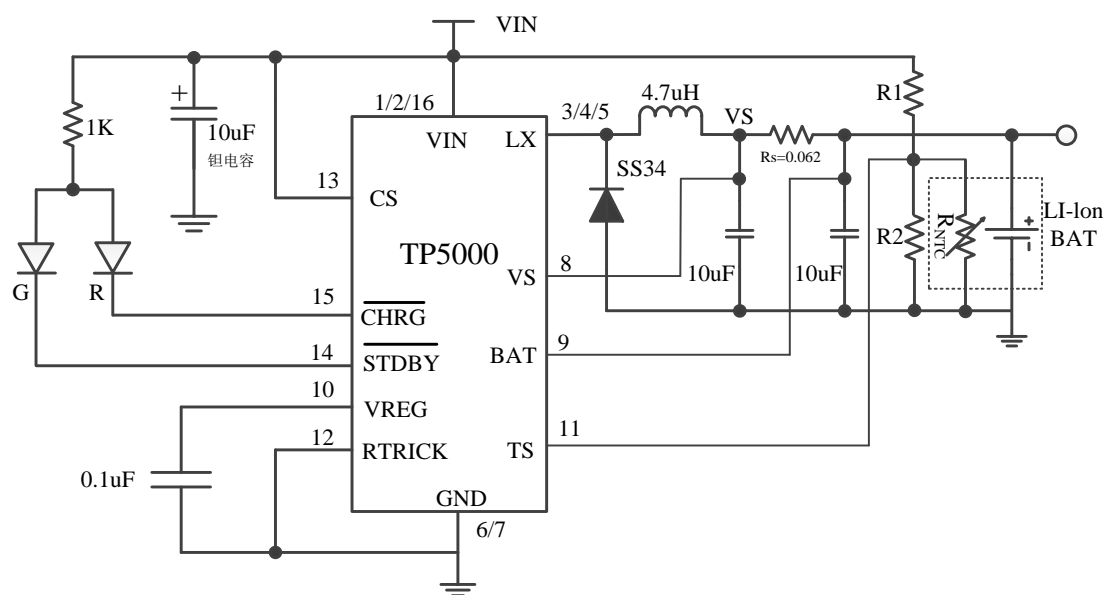 VIN
1K
+
10uF
钽电容
1/2/16
VIN
3/4/5
LX
4.7uH
VS
Rs=0.062
R1
SS34
13
CS
TP5000
R2
RNTC
+
-
LI-lon
BAT
G
R
15
CHRG
VS
8
10uF
10uF
14
STDBY
BAT
9
10
VREG
12
RTRICK
TS
11
0.1uF
GND
6/7